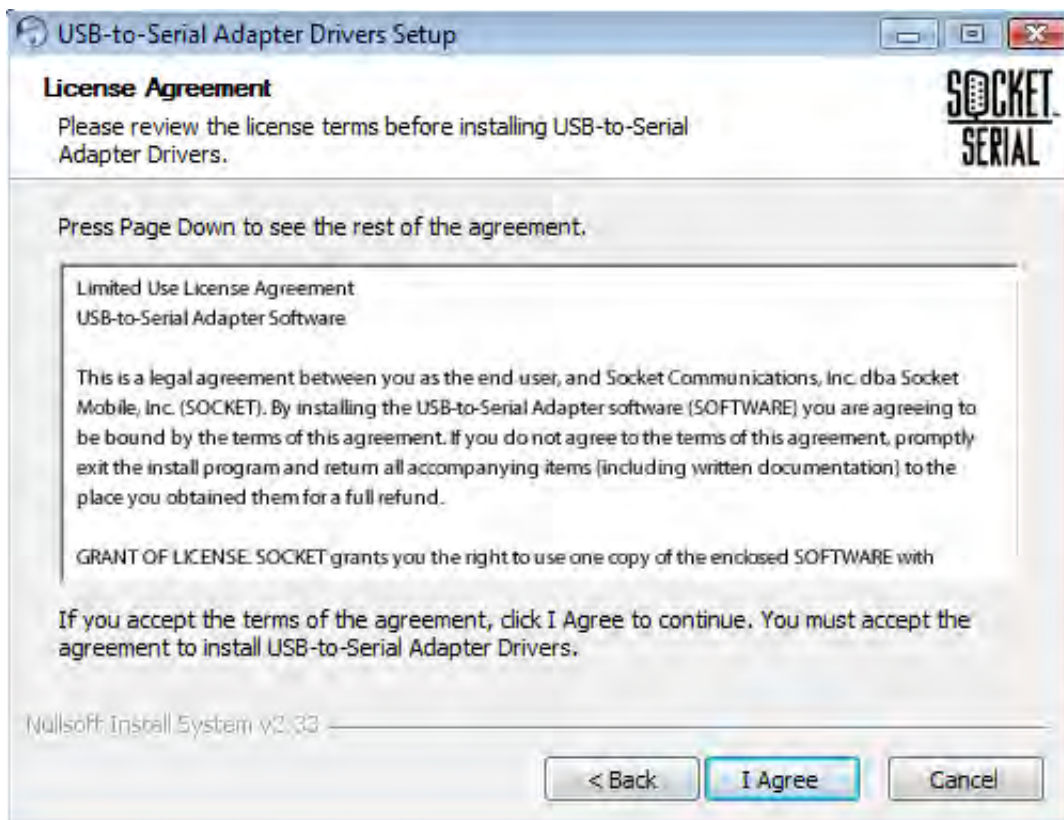 USB-to-Serial Adapter Drivers Setup
License Agreement
Please review the license terms before installing USB-to-Serial
Adapter Drivers.
SOCKET
SERIAL
Press Page Down to see the rest of the agreement.
Limited Use License Agreement
USB-to-Serial Adapter Software
This is a legal agreement between you as the end user, and Socket Communications, Inc. dba Socket
Mobile, Inc. (SOCKET). By installing the USB-to-Serial Adapter software (SOFTWARE) you are agreeing to
be bound by the terms of this agreement. If you do not agree to the terms of this agreement, promptly
exit the install program and return all accompanying items (including written documentation) to the
place you obtained them for a full refund.
GRANT OF LICENSE. SOCKET grants you the right to use one copy of the enclosed SOFTWARE with
If you accept the terms of the agreement, click I Agree to continue. You must accept the
agreement to install USB-to-Serial Adapter Drivers.
Nullsoft Install System v2.33
< Back
I Agree
Cancel